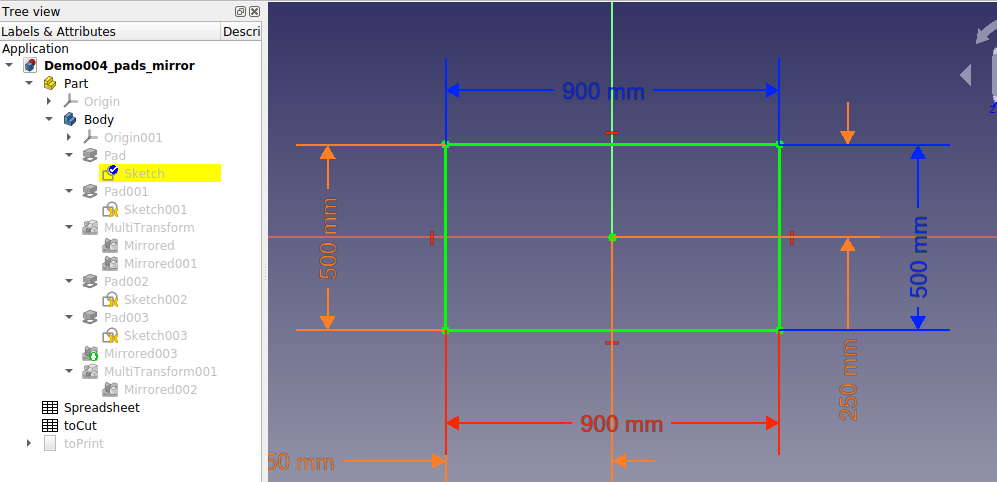 Tree view
Labels & Attributes Descri
Application
Demo004_pads_mirror
Part
Origin
Body
Origin001
Pad
Sketch
Pad001
Sketch001
MultiTransform
Mirrored
Mirrored001
Pad002
Sketch002
Pad003
Sketch003
Mirrored003
MultiTransform001
Mirrored002
Spreadsheet
toCut
toPrint
900 mm
500 mm
500 mm
250 mm
900 mm
50 mm